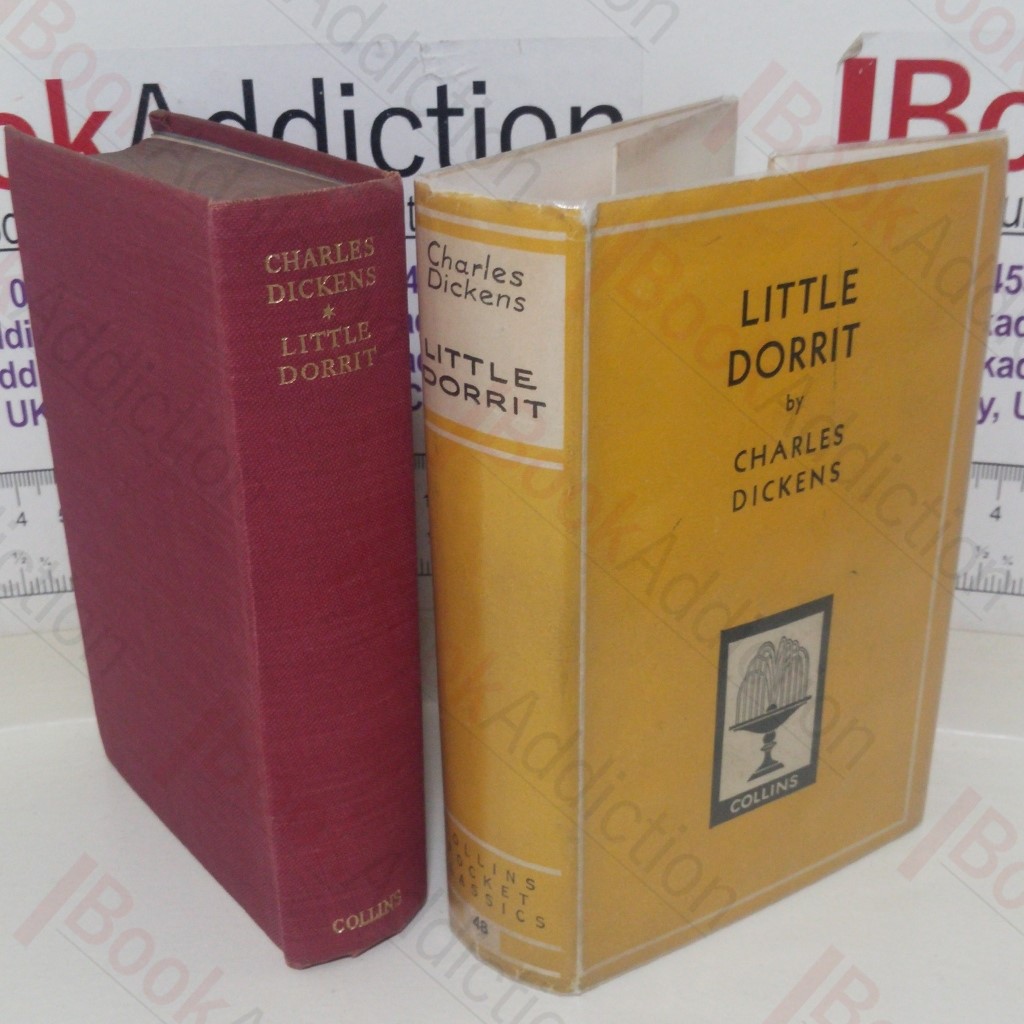 BookAddiction
CHARLES
DICKENS
*
LITTLE
DORRIT
COLLINS
Charles
Dickens
LITTLE
DORRIT
COLLINS
POCKET
CLASSICS
48
LITTLE
DORRIT
by
CHARLES
DICKENS
COLLINS